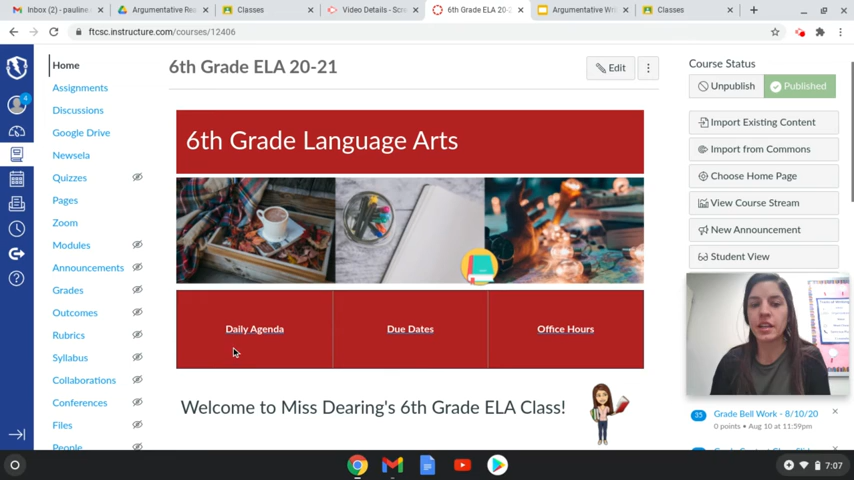 Inbox (2) - pauline
Argumentative Re
Classes
Video Details - Scre
6th Grade ELA 20-2
Argumentative Wri
Classes
ftcsc.instructure.com/courses/12406
4
Home
Assignments
Discussions
Google Drive
Newsela
Quizzes
Pages
Zoom
Modules
Announcements
Grades
Outcomes
Rubrics
Syllabus
Collaborations
Conferences
Files
People
6th Grade ELA 20-21
Edit
6th Grade Language Arts
Daily Agenda
Due Dates
Office Hours
Welcome to Miss Dearing's 6th Grade ELA Class!
Course Status
Unpublish
Published
Import Existing Content
Import from Commons
Choose Home Page
View Course Stream
New Announcement
Student View
35
Grade Bell Work - 8/10/20
0 points • Aug 10 at 11:59pm
7:07